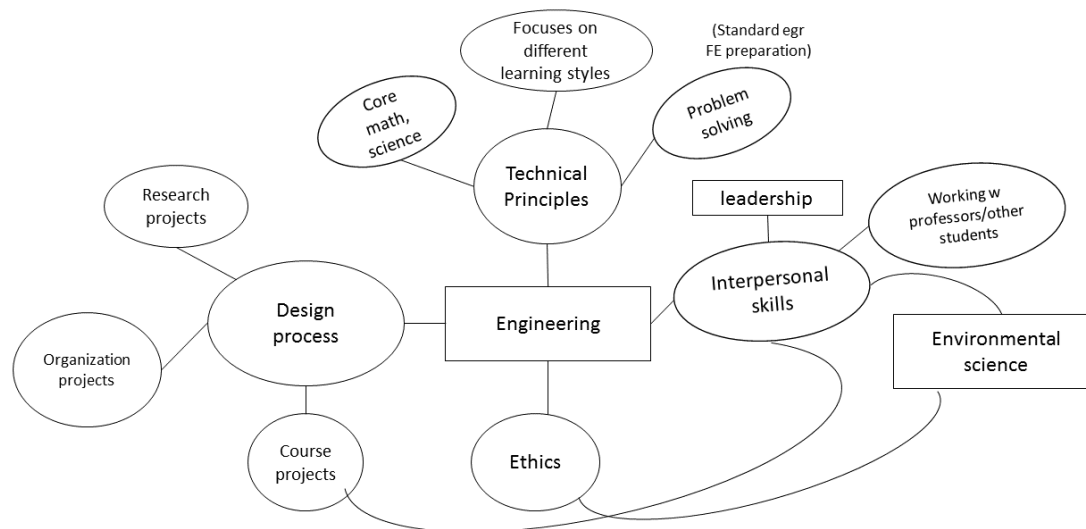 Focuses on
different
learning styles
(Standard egr
FE preparation)
Core
math,
science
Problem
solving
Technical
Principles
Research
projects
leadership
Working w
professors/other
students
Interpersonal
skills
Design
process
Engineering
Environmental
science
Organization
projects
Course
projects
Ethics